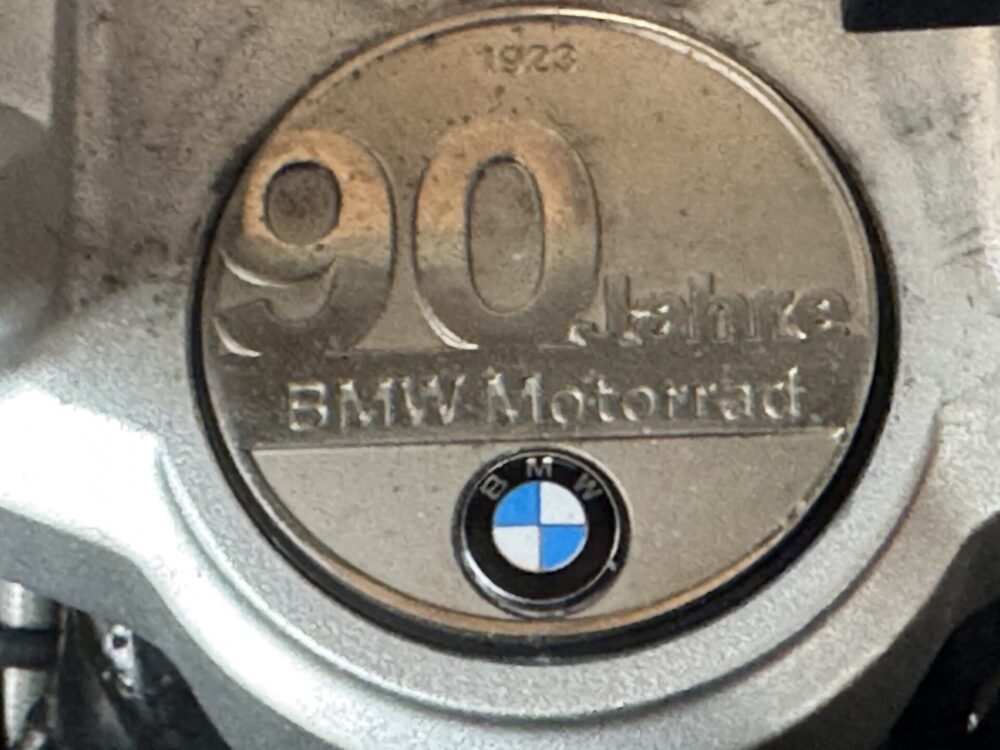 1923
90 Jahre
BMW Motorrad
BMW